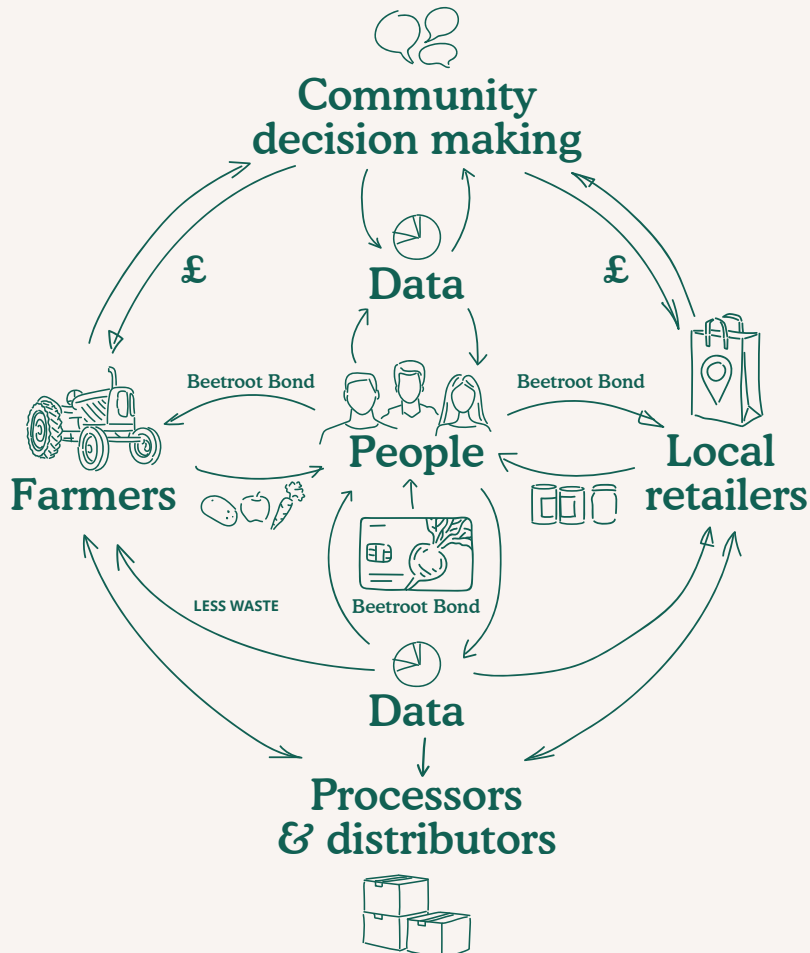 Community
decision making
£
£
Data
Beetroot Bond
Beetroot Bond
People
Farmers
Local
retailers
Beetroot Bond
LESS WASTE
Data
Processors
& distributors